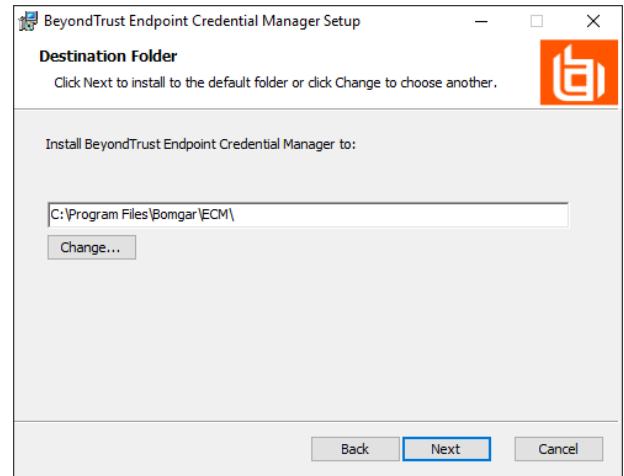 BeyondTrust Endpoint Credential Manager Setup
Destination Folder
Click Next to install to the default folder or click Change to choose another.
Install BeyondTrust Endpoint Credential Manager to:
C:\Program Files\Bomgar\ECM\
Change...
Back Next Cancel